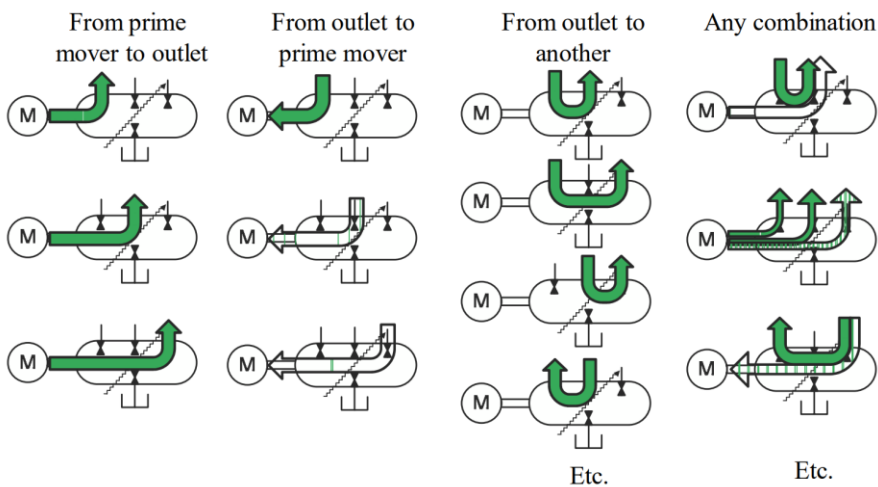 From prime
mover to outlet
From outlet to
prime mover
From outlet to
another
Any combination
M
M
M
M
M
M
M
M
M
M
M
M
M
Etc.
Etc.